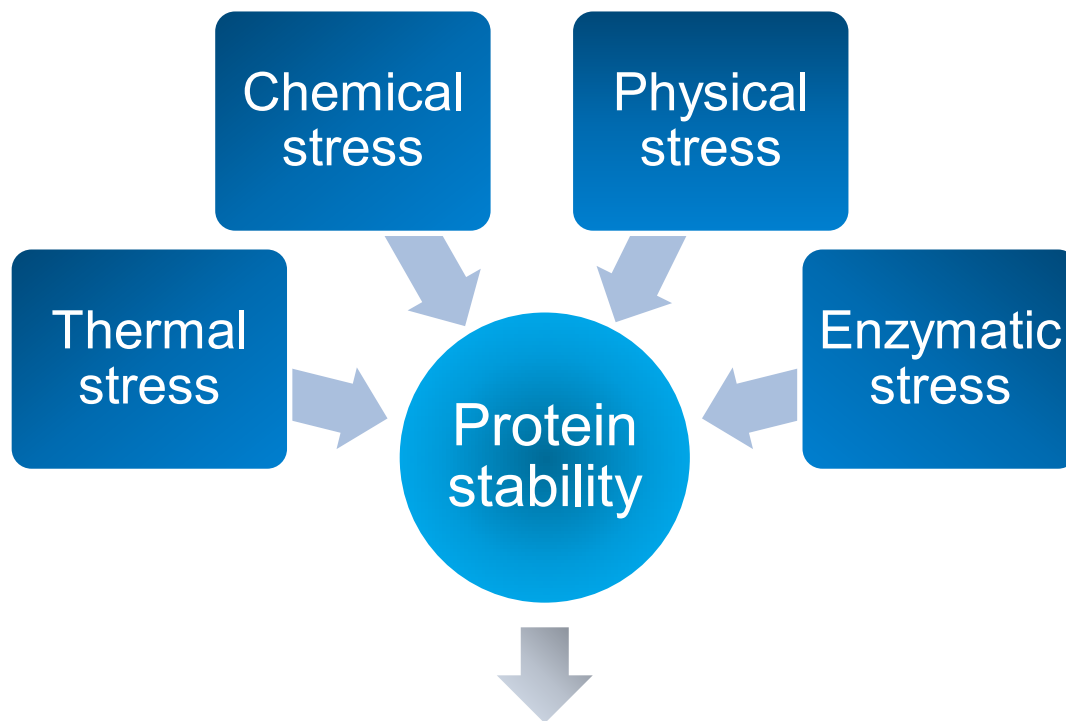 Chemical
stress
Physical
stress
Thermal
stress
Enzymatic
stress
Protein
stability